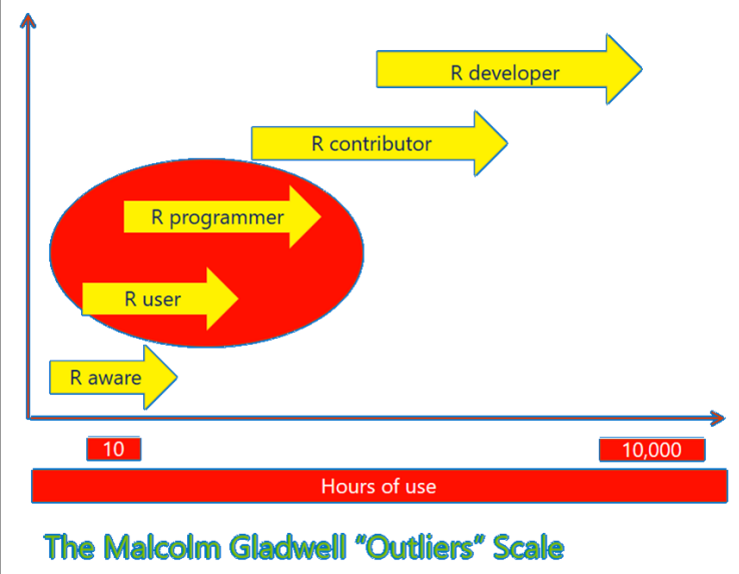 R developer
R contributor
R programmer
R user
R aware
10
10,000
Hours of use
The Malcolm Gladwell "Outliers" Scale